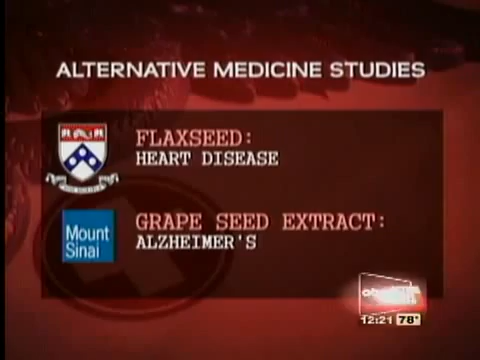 ALTERNATIVE MEDICINE STUDIES
FLAXSEED:
HEART DISEASE
Mount
Sinai
GRAPE SEED EXTRACT:
ALZHEIMER'S
12:21 78°